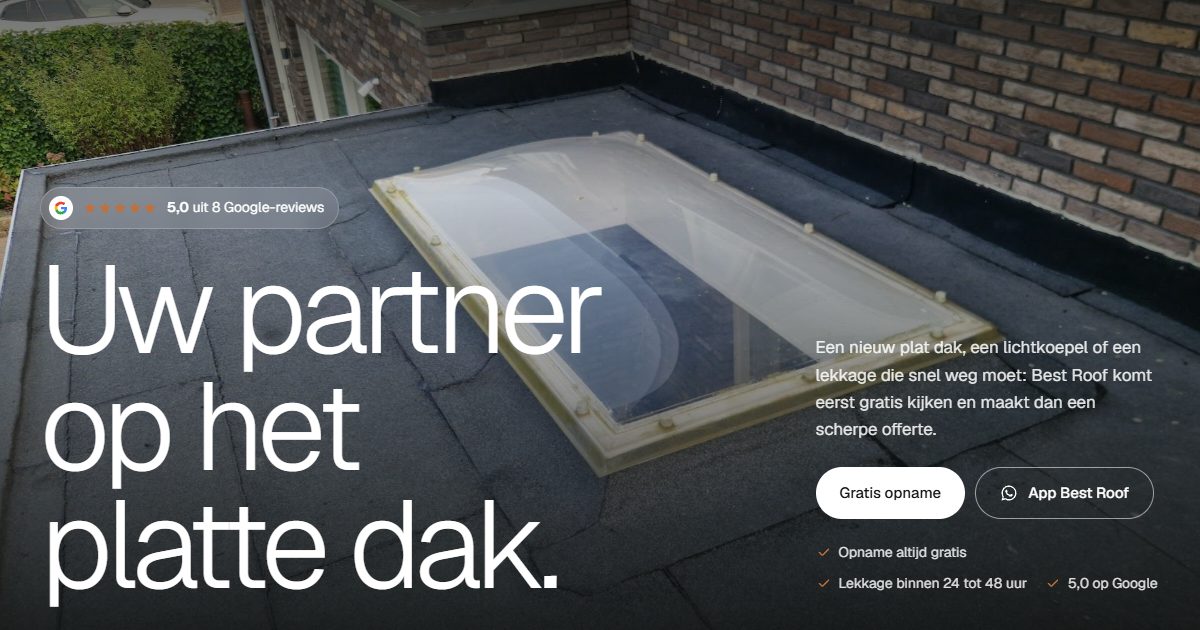 5,0 uit 8 Google-reviews
Uw partner
op het
platte dak.
Een nieuw plat dak, een lichtkoepel of een
lekkage die snel weg moet: Best Roof komt
eerst gratis kijken en maakt dan een
scherpe offerte.
Gratis opname
App Best Roof
Opname altijd gratis
Lekkage binnen 24 tot 48 uur
5,0 op Google